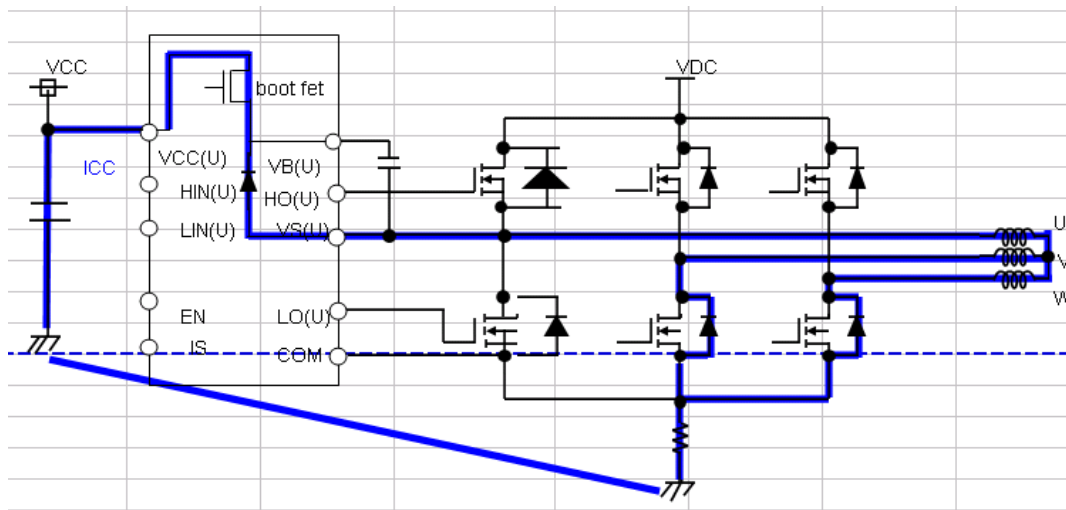 VCC
VDC
boot fet
ICC
VCC(U)
VB(U)
HIN(U)
HO(U)
LIN(U)
VS(U)
U
V
W
EN
LO(U)
IS
COM